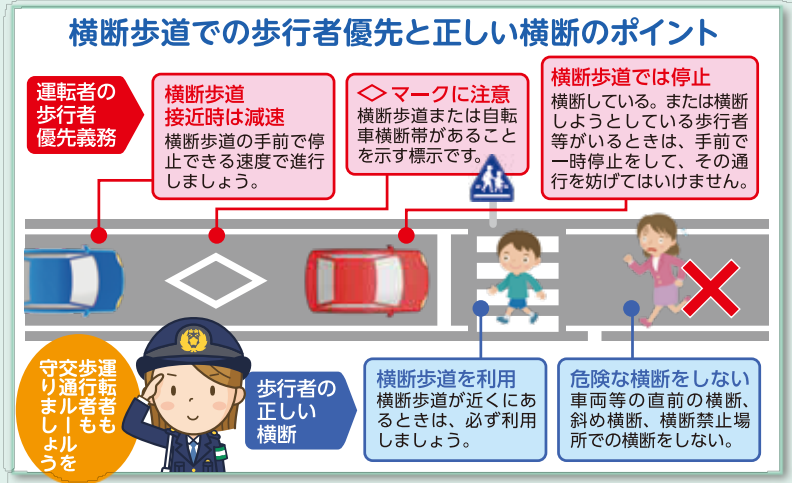 横断歩道での歩行者優先と正しい横断のポイント
運転者の
歩行者
優先義務
横断歩道
接近時は減速
横断歩道の手前で停
止できる速度で進行
しましょう。
◇マークに注意
横断歩道または自転
車横断帯があること
を示す標示です。
横断歩道では停止
横断している。または横断
しようとしている歩行者
等がいるときは、手前で
一時停止をして、その通
行を妨げてはいけません。
運転者も
歩行者も
交通ルールを
守りましょう
歩行者の
正しい
横断
横断歩道を利用
横断歩道が近くにあ
るときは、必ず利用
しましょう。
危険な横断をしない
車両等の直前の横断、
斜め横断、横断禁止場
所での横断をしない。